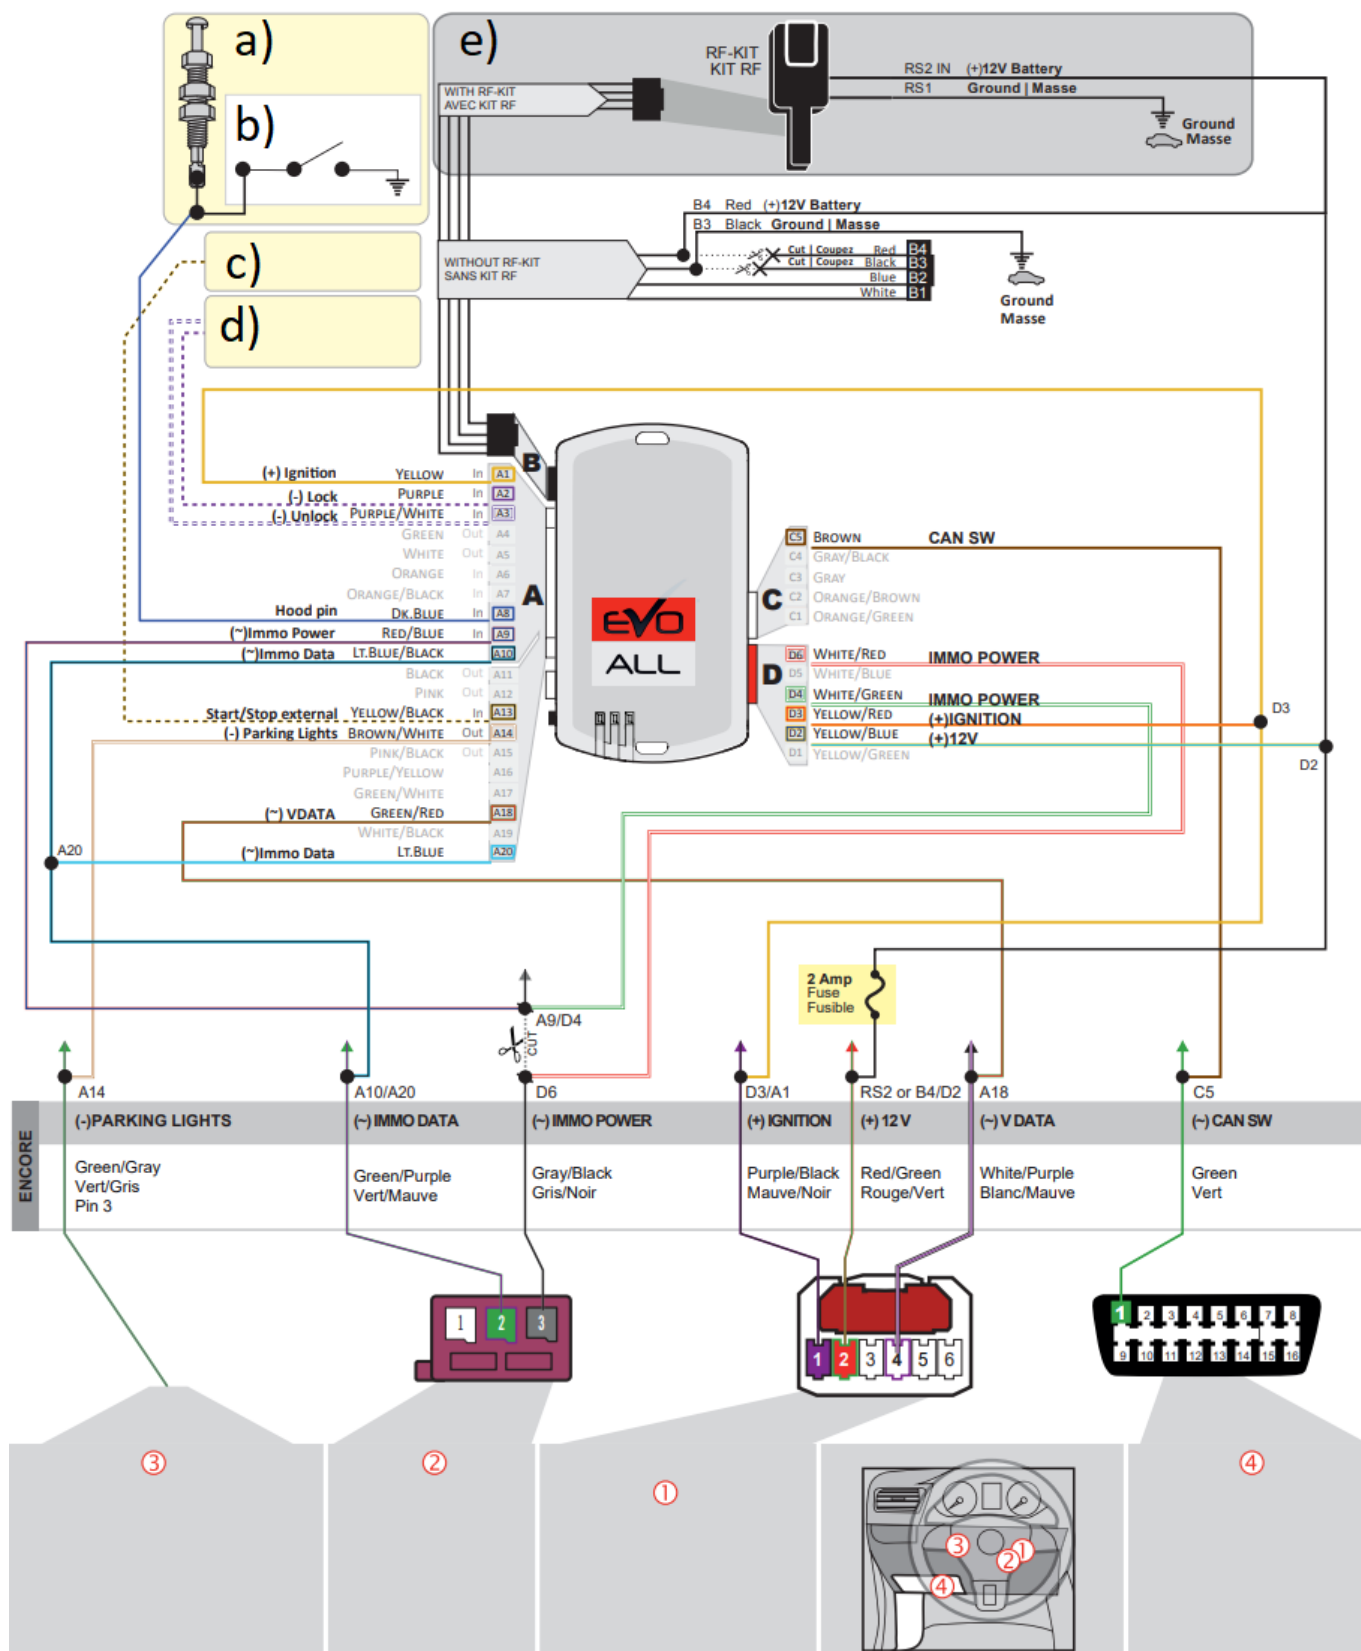 a)
b)
c)
d)
e)
RF-KIT
KIT RF
RS2 IN (+)12V Battery
RS1 Ground | Masse
Ground
Masse
WITH RF-KIT
AVEC KIT RF
B4 Red (+)12V Battery
B3 Black Ground | Masse
WITHOUT RF-KIT
SANS KIT RF
Cut | Coupez Red B4
Cut | Coupez Black B3
Blue B2
White B1
Ground
Masse
B
(+) Ignition YELLOW In A1
(-) Lock PURPLE In A2
(-) Unlock PURPLE/WHITE In A3
GREEN Out A4
WHITE Out A5
ORANGE In A6
ORANGE/BLACK In A7
Hood pin DK.BLUE In A8
(~)Immo Power RED/BLUE In A9
(~)Immo Data LT.BLUE/BLACK In A10
BLACK Out A11
PINK Out A12
Start/Stop external YELLOW/BLACK In A13
(-) Parking Lights BROWN/WHITE Out A14
PINK/BLACK Out A15
PURPLE/YELLOW A16
GREEN/WHITE A17
(~) VDATA GREEN/RED A18
WHITE/BLACK A19
(~)Immo Data LT.BLUE A20
A
EVO
ALL
C
C5 BROWN CAN SW
C4 GRAY/BLACK
C3 GRAY
C2 ORANGE/BROWN
C1 ORANGE/GREEN
D
D6 WHITE/RED IMMO POWER
D5 WHITE/BLUE
D4 WHITE/GREEN IMMO POWER
D3 YELLOW/RED (+)IGNITION
D2 YELLOW/BLUE (+)12V
D1 YELLOW/GREEN
D3
D2
A20
2 Amp
Fuse
Fusible
A9/D4
CUT
A14
A10/A20
D6
D3/A1
RS2 or B4/D2
A18
C5
ENCORE
(-)PARKING LIGHTS
(~) IMMO DATA
(~) IMMO POWER
(+) IGNITION
(+) 12 V
(~) V DATA
(~) CAN SW
Green/Gray
Vert/Gris
Pin 3
Green/Purple
Vert/Mauve
Gray/Black
Gris/Noir
Purple/Black
Mauve/Noir
Red/Green
Rouge/Vert
White/Purple
Blanc/Mauve
Green
Vert
1 2 3
1 2 3 4 5 6
1 2 3 4 5 6 7 8
9 10 11 12 13 14 15 16
③
②
①
④
③ ② ①
④